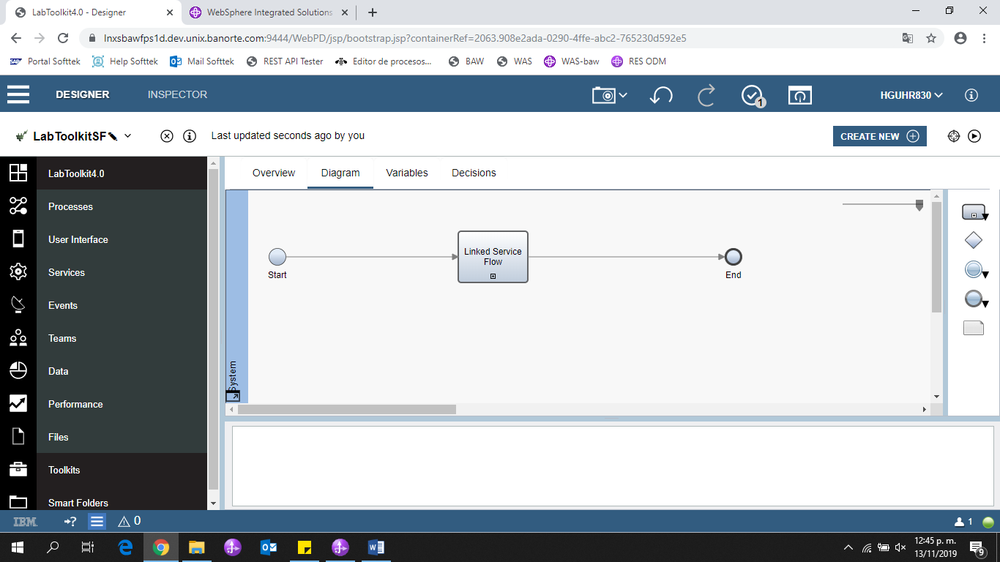 LabToolkit4.0 - Designer
WebSphere Integrated Solutions
lnxsbawfps1d.dev.unix.banorte.com:9444/WebPD/jsp/bootstrap.jsp?containerRef=2063.908e2ada-0290-4ffe-abc2-765230d592e5
SAP Portal Softtek Help Softtek Mail Softtek REST API Tester Editor de procesos... BAW WAS WAS-baw RES ODM
DESIGNER INSPECTOR 1 HGUHR830
LabToolkitSF Last updated seconds ago by you CREATE NEW
LabToolkit4.0
Processes
User Interface
Services
Events
Teams
Data
Performance
Files
Toolkits
Smart Folders
Overview Diagram Variables Decisions
Start
Linked Service
Flow
End
System
IBM ? 0 1
12:45 p. m.
13/11/2019
9